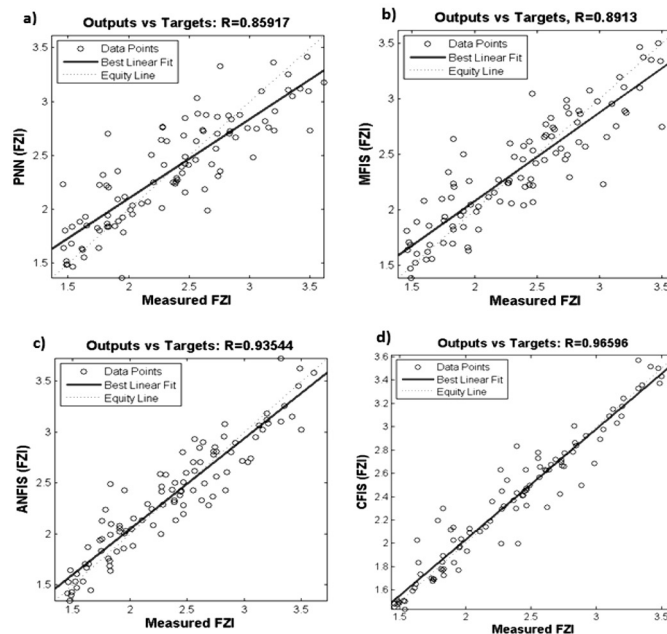 a)
Outputs vs Targets: R=0.85917
Data Points
Best Linear Fit
Equity Line
PNN (FZI)
3.5
3
2.5
2
1.5
1.5 2 2.5 3 3.5
Measured FZI
b)
Outputs vs Targets, R=0.8913
Data Points
Best Linear Fit
Equity Line
MFIS (FZI)
3.5
3
2.5
2
1.5
1.5 2 2.5 3 3.5
Measured FZI
c)
Outputs vs Targets: R=0.93544
Data Points
Best Linear Fit
Equity Line
ANFIS (FZI)
3.5
3
2.5
2
1.5
1.5 2 2.5 3 3.5
Measured FZI
d)
Outputs vs Targets: R=0.96596
Data Points
Best Linear Fit
Equity Line
CFIS (FZI)
3.6
3.4
3.2
3
2.8
2.6
2.4
2.2
2
1.8
1.6
1.5 2 2.5 3 3.5
Measured FZI